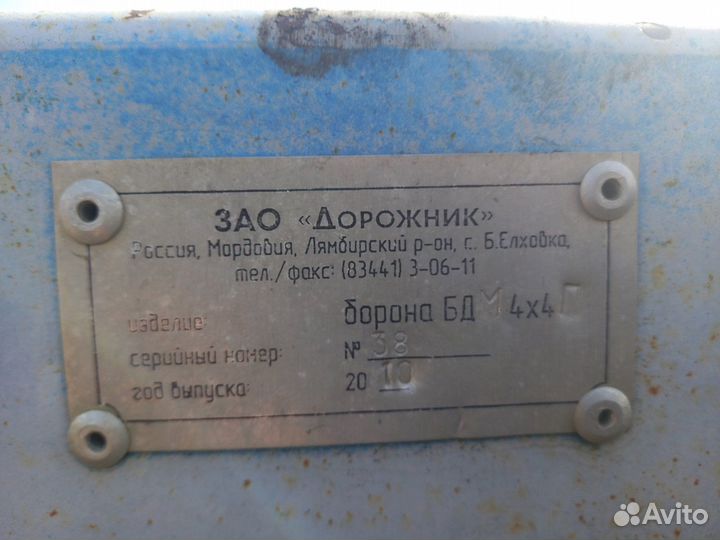 ЗАО «ДОРОЖНИК»
Россия, Мордовия, Лямбирский р-он, с. Б.Елховка,
тел./факс: (83441) 3-06-11
изделие: борона БДМ 4х4П
серийный номер: № 38
год выпуска: 2010
Avito